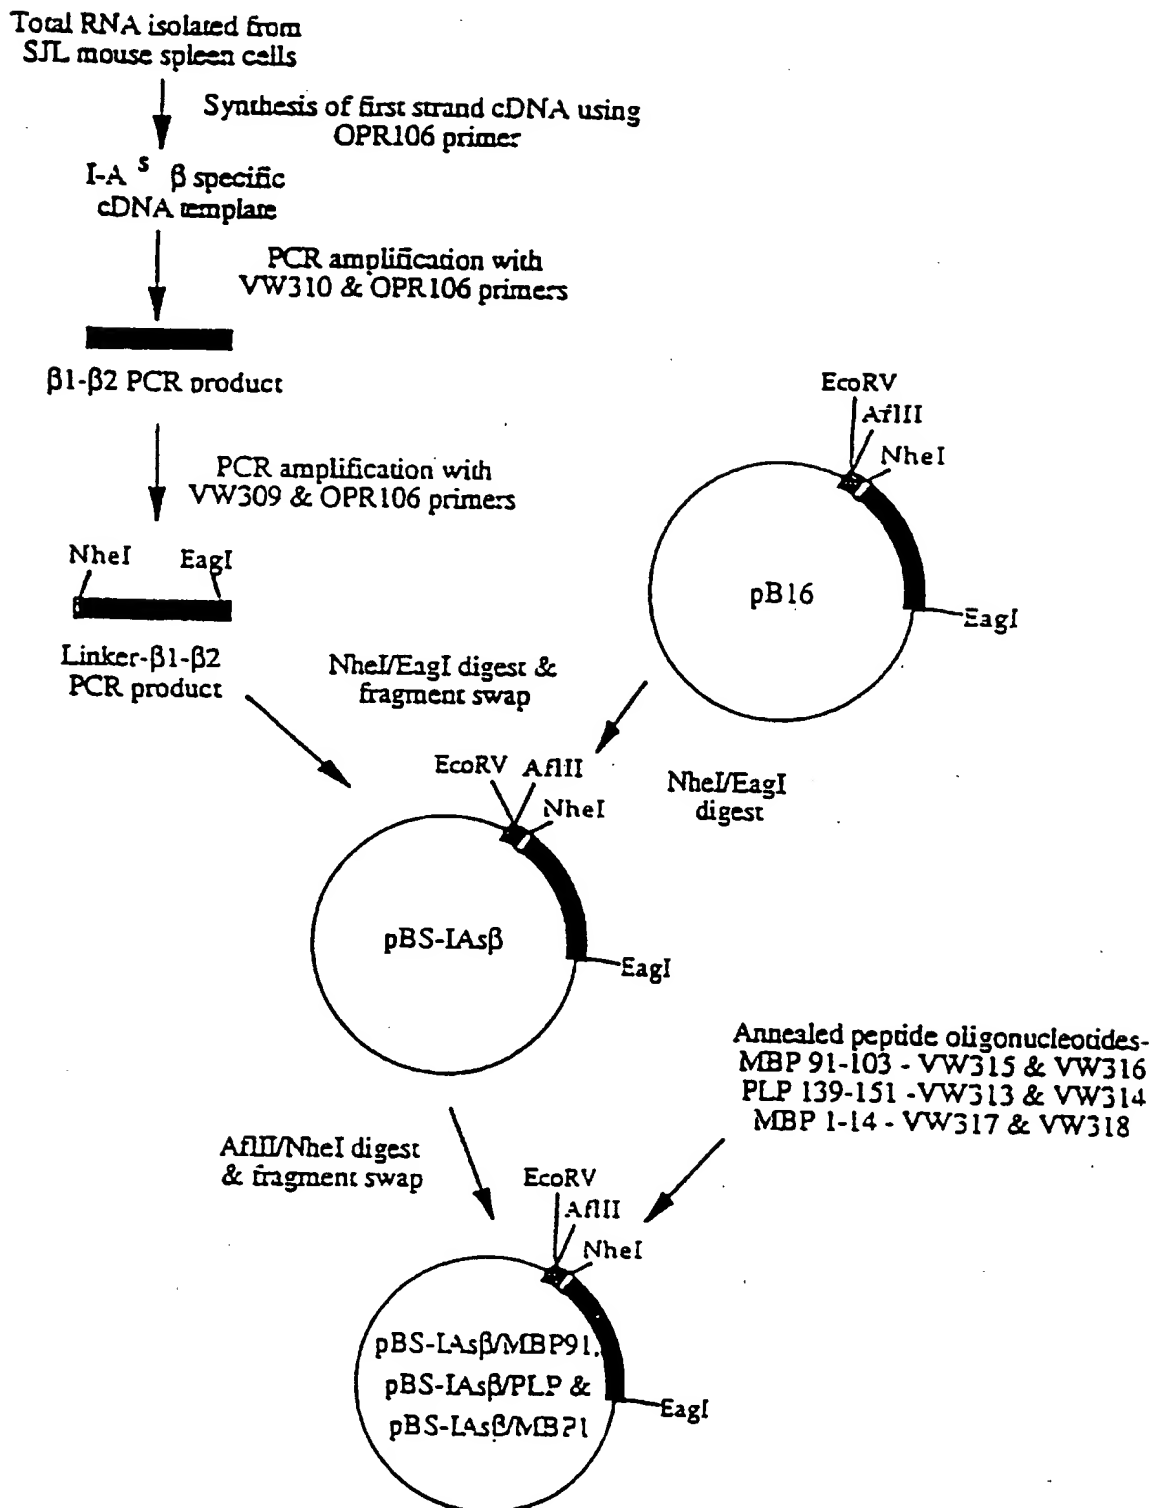 Total RNA isolated from
SJL mouse spleen cells
Synthesis of first strand cDNA using
OPR106 primer
I-A s β specific
cDNA template
PCR amplification with
VW310 & OPR106 primers
β1-β2 PCR product
PCR amplification with
VW309 & OPR106 primers
NheI EagI
Linker-β1-β2
PCR product
EcoRV
AflII
NheI
pB16
EagI
NheI/EagI digest &
fragment swap
NheI/EagI
digest
EcoRV AflII
NheI
pBS-IAsβ
EagI
Annealed peptide oligonucleotides-
MBP 91-103 - VW315 & VW316
PLP 139-151 -VW313 & VW314
MBP 1-14 - VW317 & VW318
AflII/NheI digest
& fragment swap
EcoRV
AflII
NheI
pBS-IAsβ/MBP91,
pBS-IAsβ/PLP &
pBS-IAsβ/MBP1
EagI